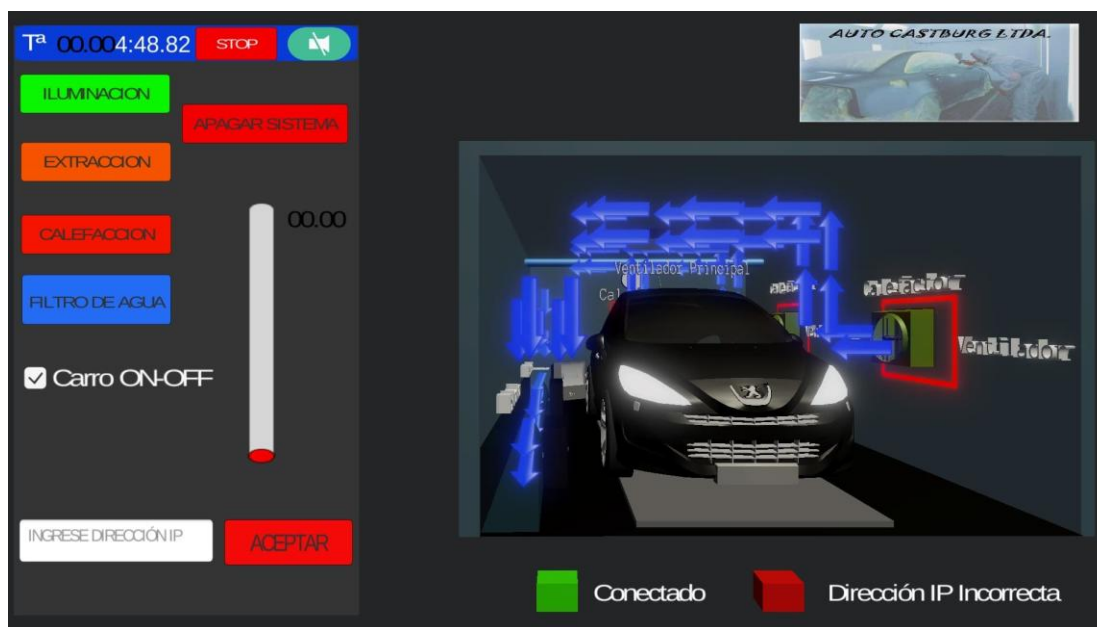 Tª 00.004:48.82 STOP
AUTO CASTBURG LTDA.
ILUMINACION
APAGAR SISTEMA
EXTRACCION
00.00
CALEFACCION
FILTRO DE AGUA
Carro ON-OFF
Ventilador Principal
Cal
Ventilador
INGRESE DIRECCIÓN IP
ACEPTAR
Conectado
Dirección IP Incorrecta